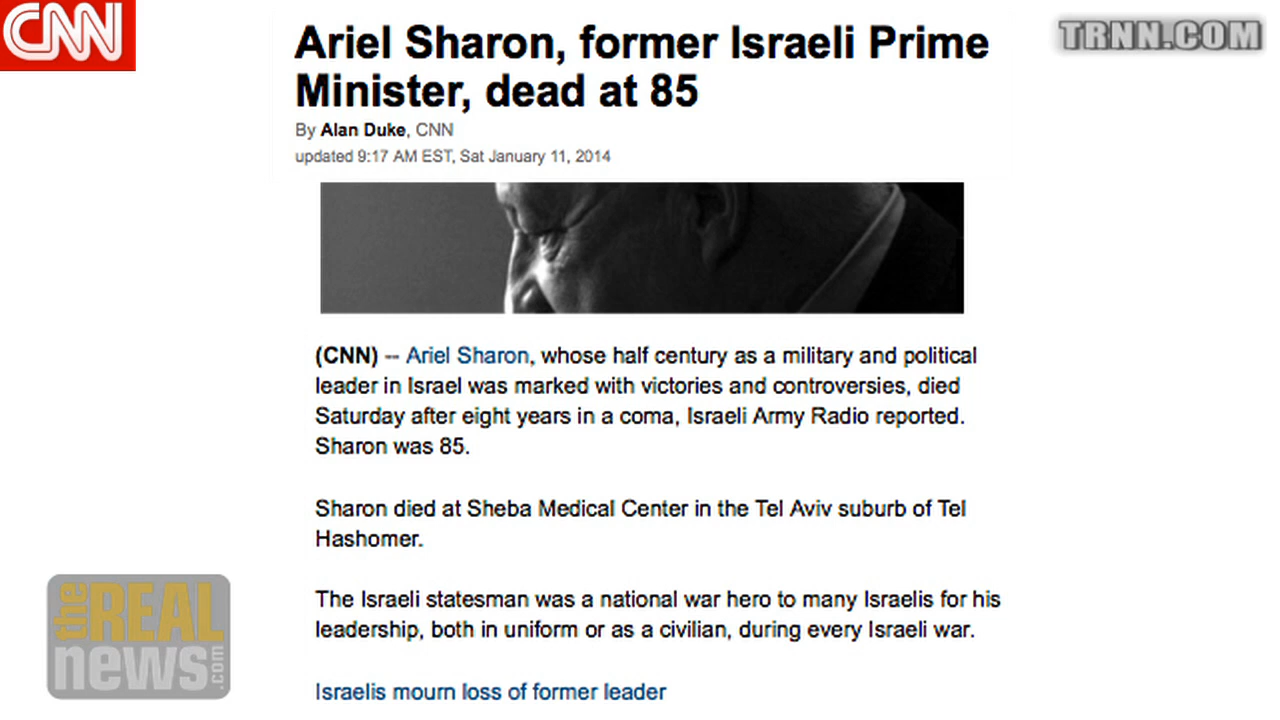 CNN
TRNN.COM
Ariel Sharon, former Israeli Prime
Minister, dead at 85
By Alan Duke, CNN
updated 9:17 AM EST, Sat January 11, 2014
(CNN) -- Ariel Sharon, whose half century as a military and political
leader in Israel was marked with victories and controversies, died
Saturday after eight years in a coma, Israeli Army Radio reported.
Sharon was 85.
Sharon died at Sheba Medical Center in the Tel Aviv suburb of Tel
Hashomer.
The Israeli statesman was a national war hero to many Israelis for his
leadership, both in uniform or as a civilian, during every Israeli war.
Israelis mourn loss of former leader
the REAL
news.com